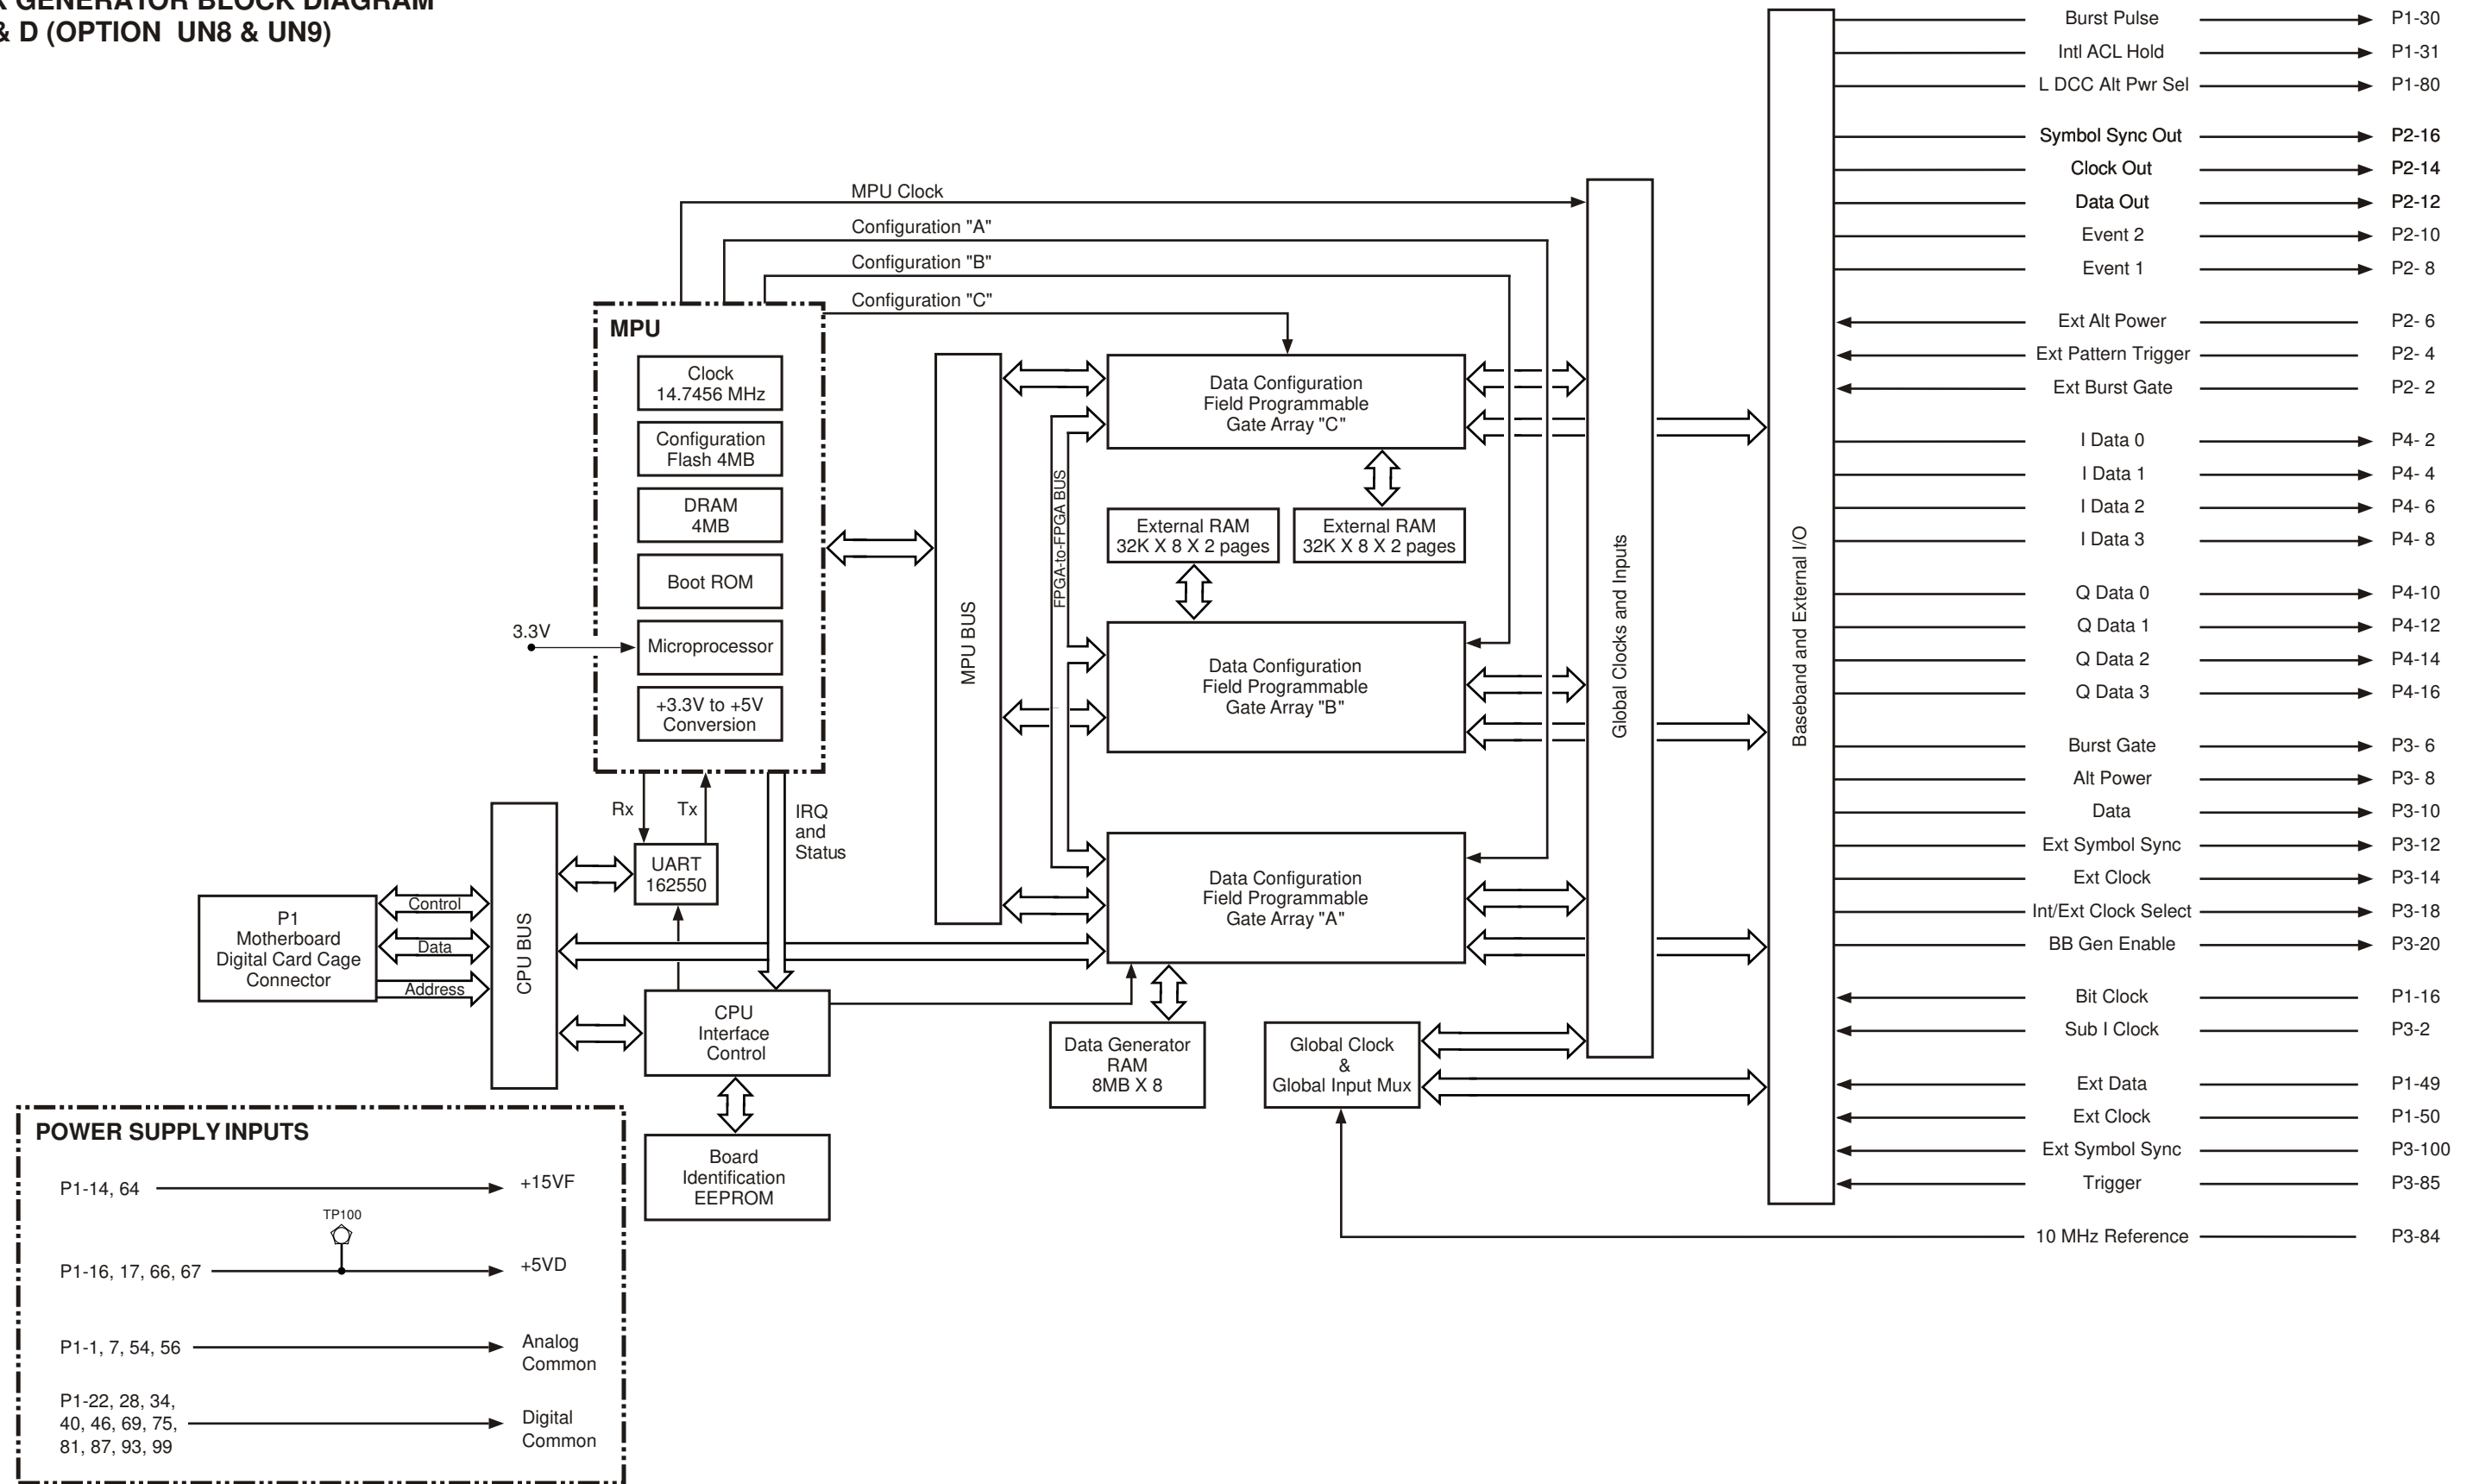 GENERATOR BLOCK DIAGRAM
& D (OPTION UN8 & UN9)
MPU Clock
Configuration "A"
Configuration "B"
Configuration "C"
MPU
Clock
14.7456 MHz
Configuration
Flash 4MB
DRAM
4MB
Boot ROM
3.3V
Microprocessor
+3.3V to +5V
Conversion
Rx
Tx
IRQ
and
Status
UART
162550
CPU BUS
P1
Motherboard
Digital Card Cage
Connector
Control
Data
Address
CPU
Interface
Control
Board
Identification
EEPROM
MPU BUS
FPGA-to-FPGA BUS
Data Configuration
Field Programmable
Gate Array "C"
External RAM
32K X 8 X 2 pages
External RAM
32K X 8 X 2 pages
Data Configuration
Field Programmable
Gate Array "B"
Data Configuration
Field Programmable
Gate Array "A"
Data Generator
RAM
8MB X 8
Global Clock
&
Global Input Mux
Global Clocks and Inputs
Baseband and External I/O
Burst Pulse P1-30
Intl ACL Hold P1-31
L DCC Alt Pwr Sel P1-80
Symbol Sync Out P2-16
Clock Out P2-14
Data Out P2-12
Event 2 P2-10
Event 1 P2- 8
Ext Alt Power P2- 6
Ext Pattern Trigger P2- 4
Ext Burst Gate P2- 2
I Data 0 P4- 2
I Data 1 P4- 4
I Data 2 P4- 6
I Data 3 P4- 8
Q Data 0 P4-10
Q Data 1 P4-12
Q Data 2 P4-14
Q Data 3 P4-16
Burst Gate P3- 6
Alt Power P3- 8
Data P3-10
Ext Symbol Sync P3-12
Ext Clock P3-14
Int/Ext Clock Select P3-18
BB Gen Enable P3-20
Bit Clock P1-16
Sub I Clock P3-2
Ext Data P1-49
Ext Clock P1-50
Ext Symbol Sync P3-100
Trigger P3-85
10 MHz Reference P3-84
POWER SUPPLY INPUTS
P1-14, 64 +15VF
TP100
P1-16, 17, 66, 67 +5VD
P1-1, 7, 54, 56
Analog
Common
P1-22, 28, 34,
40, 46, 69, 75,
81, 87, 93, 99
Digital
Common